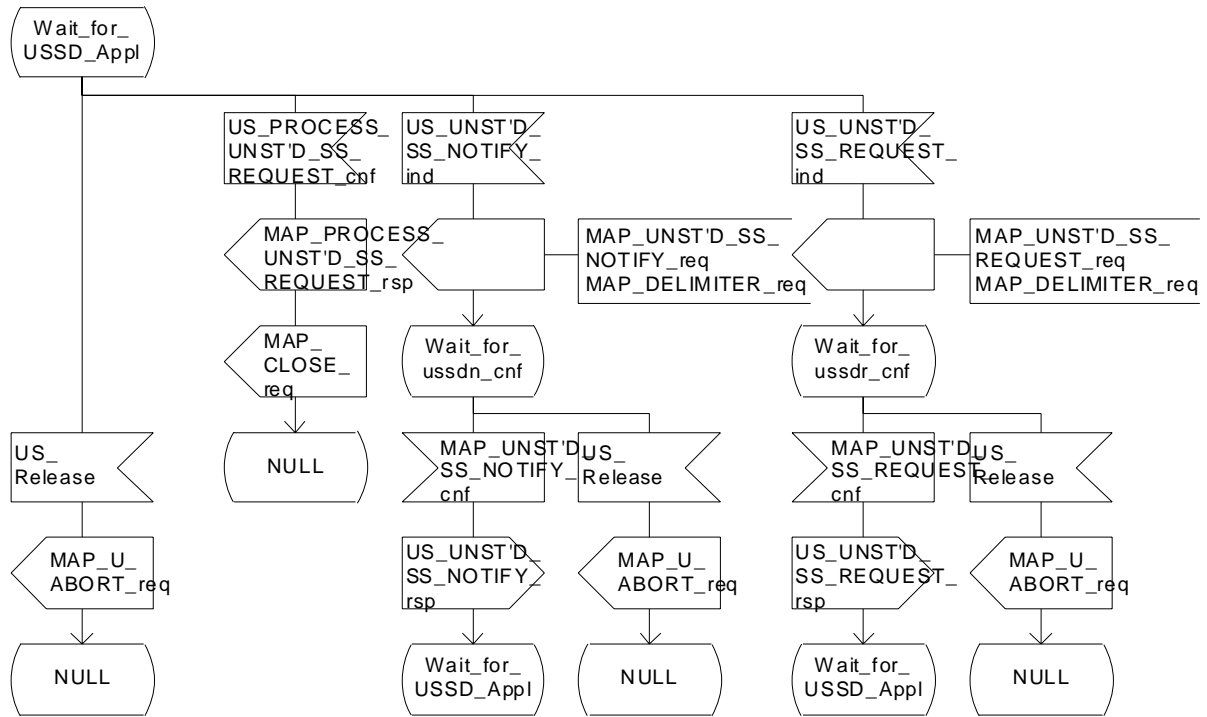 Wait_for_
USSD_Appl
US_PROCESS_
UNST'D_SS_
REQUEST_cnf
US_UNST'D_
SS_NOTIFY_
ind
US_UNST'D_
SS_REQUEST_
ind
MAP_PROCESS_
UNST'D_SS_
REQUEST_rsp
MAP_UNST'D_SS_
NOTIFY_req
MAP_DELIMITER_req
MAP_UNST'D_SS_
REQUEST_req
MAP_DELIMITER_req
MAP_
CLOSE_
req
Wait_for_
ussdn_cnf
Wait_for_
ussdr_cnf
US_
Release
NULL
MAP_UNST'D_
SS_NOTIFY_
cnf
US_
Release
MAP_UNST'D_
SS_REQUEST_
cnf
US_
Release
MAP_U_
ABORT_req
US_UNST'D_
SS_NOTIFY_
rsp
MAP_U_
ABORT_req
US_UNST'D_
SS_REQUEST_
rsp
MAP_U_
ABORT_req
NULL
Wait_for_
USSD_Appl
NULL
Wait_for_
USSD_Appl
NULL